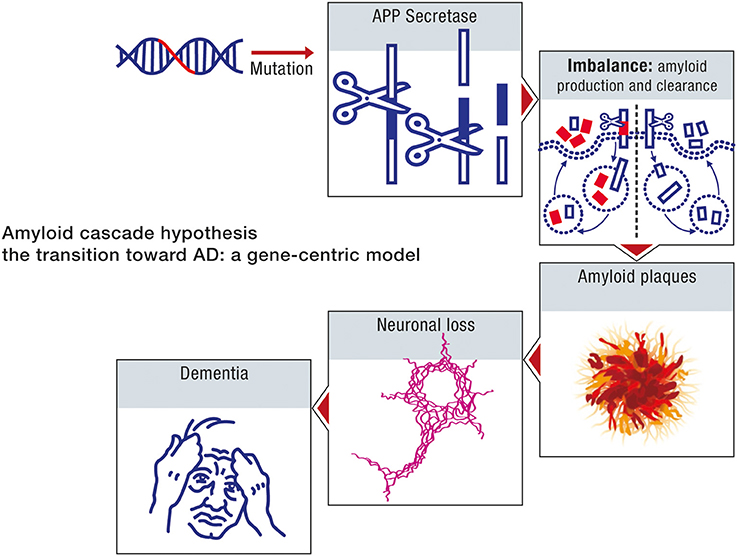 Mutation
APP Secretase
Imbalance: amyloid
production and clearance
Amyloid cascade hypothesis
the transition toward AD: a gene-centric model
Amyloid plaques
Neuronal loss
Dementia